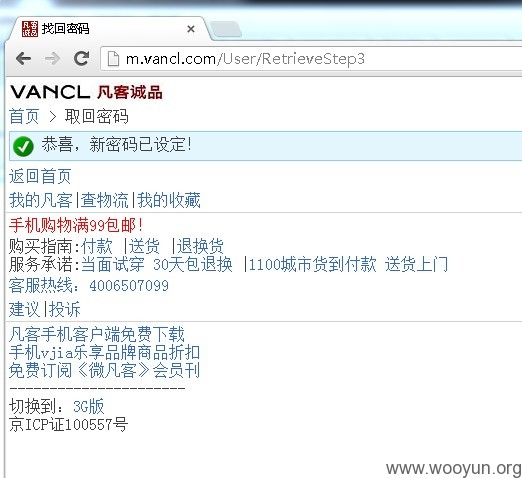 找回密码
m.vancl.com/User/RetrieveStep3
VANCL 凡客诚品
首页 > 取回密码
恭喜，新密码已设定！
返回首页
我的凡客|查物流|我的收藏
手机购物满99包邮！
购买指南:付款 |送货 |退换货
服务承诺:当面试穿 30天包退换 |1100城市货到付款 送货上门
客服热线：4006507099
建议|投诉
凡客手机客户端免费下载
手机vjia乐享品牌商品折扣
免费订阅《微凡客》会员刊
----------------------
切换到：3G版
京ICP证100557号
www.wooyun.org